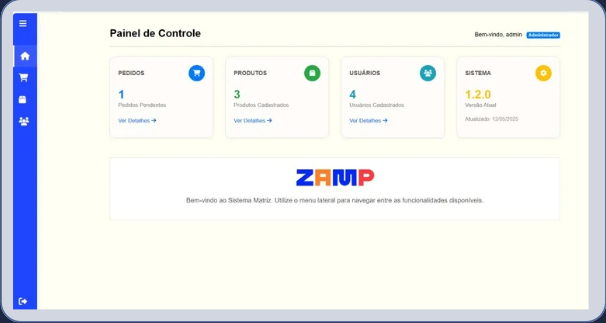 Painel de Controle
Bem-vindo, admin Administrador
PEDIDOS
1
Pedidos Pendentes
Ver Detalhes →
PRODUTOS
3
Produtos Cadastrados
Ver Detalhes →
USUÁRIOS
4
Usuários Cadastrados
Ver Detalhes →
SISTEMA
1.2.0
Versão Atual
Atualizado: 12/05/2025
ZAMP
Bem-vindo ao Sistema Matriz. Utilize o menu lateral para navegar entre as funcionalidades disponíveis.